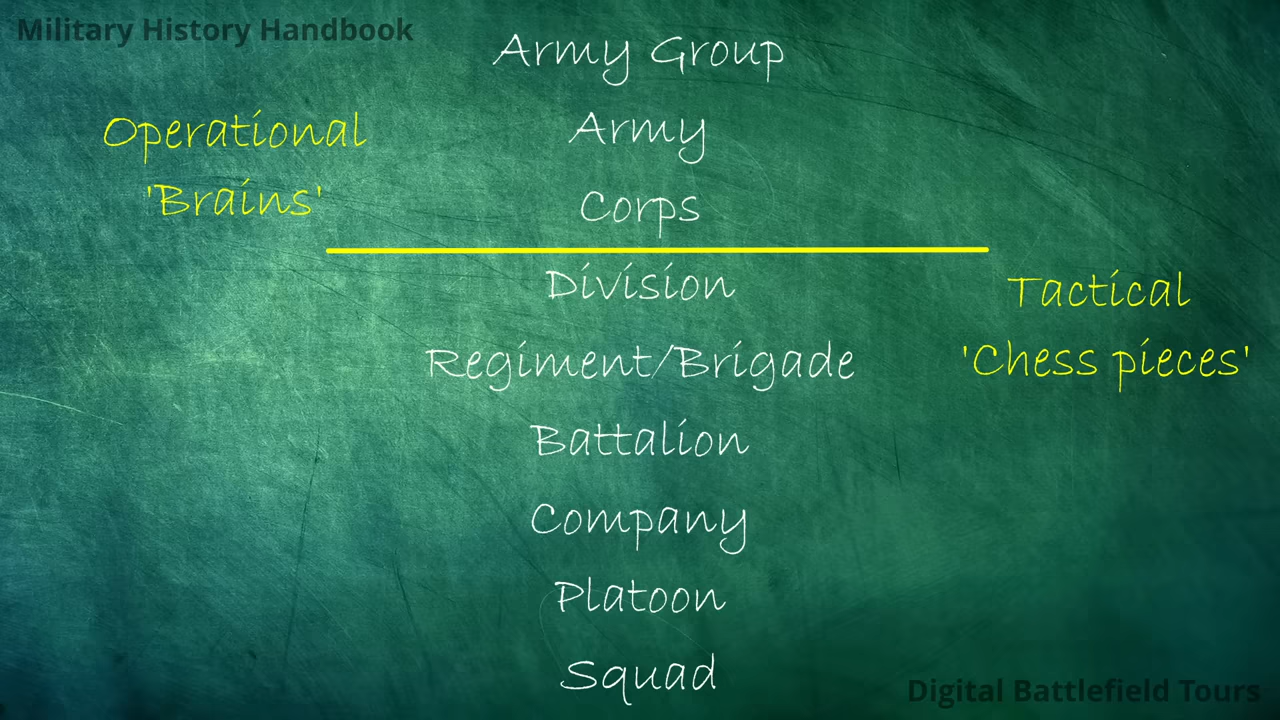 Military History Handbook
Army Group
Operational
'Brains'
Army
Corps
Division
Tactical
'Chess pieces'
Regiment/Brigade
Battalion
Company
Platoon
Squad
Digital Battlefield Tours